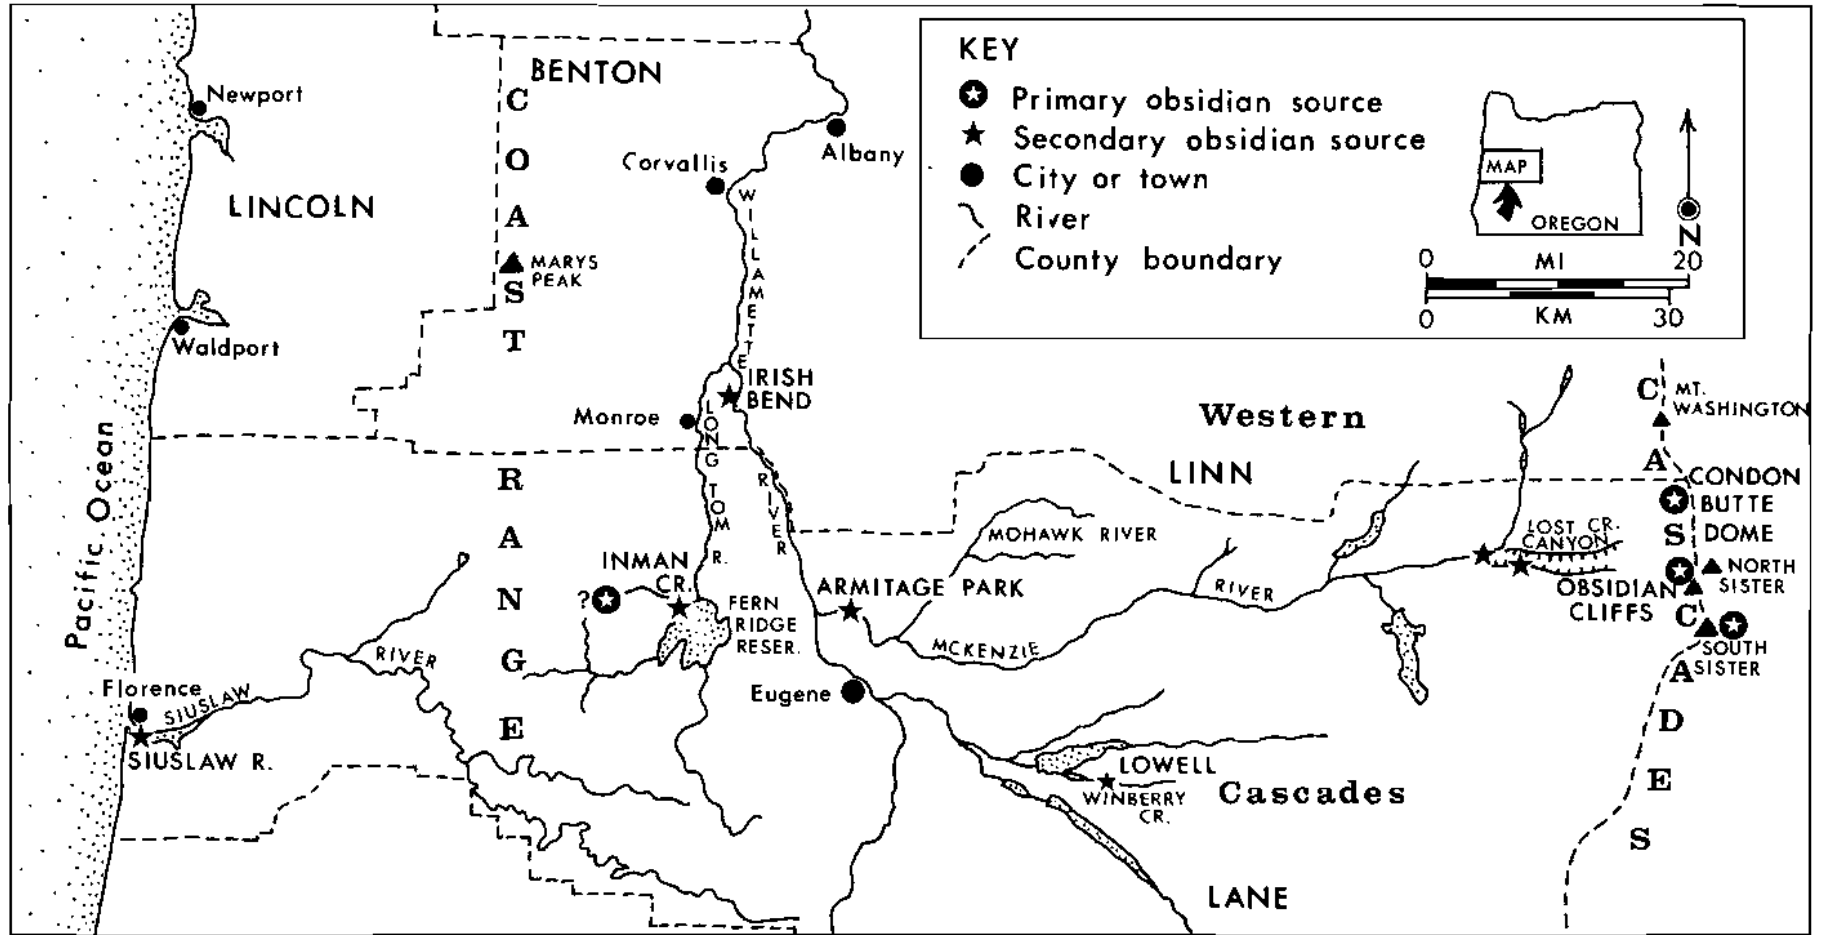 KEY
Primary obsidian source
Secondary obsidian source
City or town
River
County boundary
MAP
OREGON
N
0 MI 20
0 KM 30
BENTON
Newport
LINCOLN
COAST
RANGE
Corvallis
Albany
WILLAMETTE
RIVER
MARYS
PEAK
Waldport
Pacific Ocean
IRISH
BEND
Monroe
LONG TOM R.
Western
Cascades
LINN
CASCADES
MT.
WASHINGTON
CONDON
BUTTE
DOME
LOST CR.
CANYON
NORTH
SISTER
OBSIDIAN
CLIFFS
SOUTH
SISTER
MOHAWK RIVER
INMAN
CR.
?
FERN
RIDGE
RESER.
ARMITAGE PARK
MCKENZIE
RIVER
Eugene
RIVER
SIUSLAW
Florence
SIUSLAW R.
LOWELL
WINBERRY
CR.
LANE